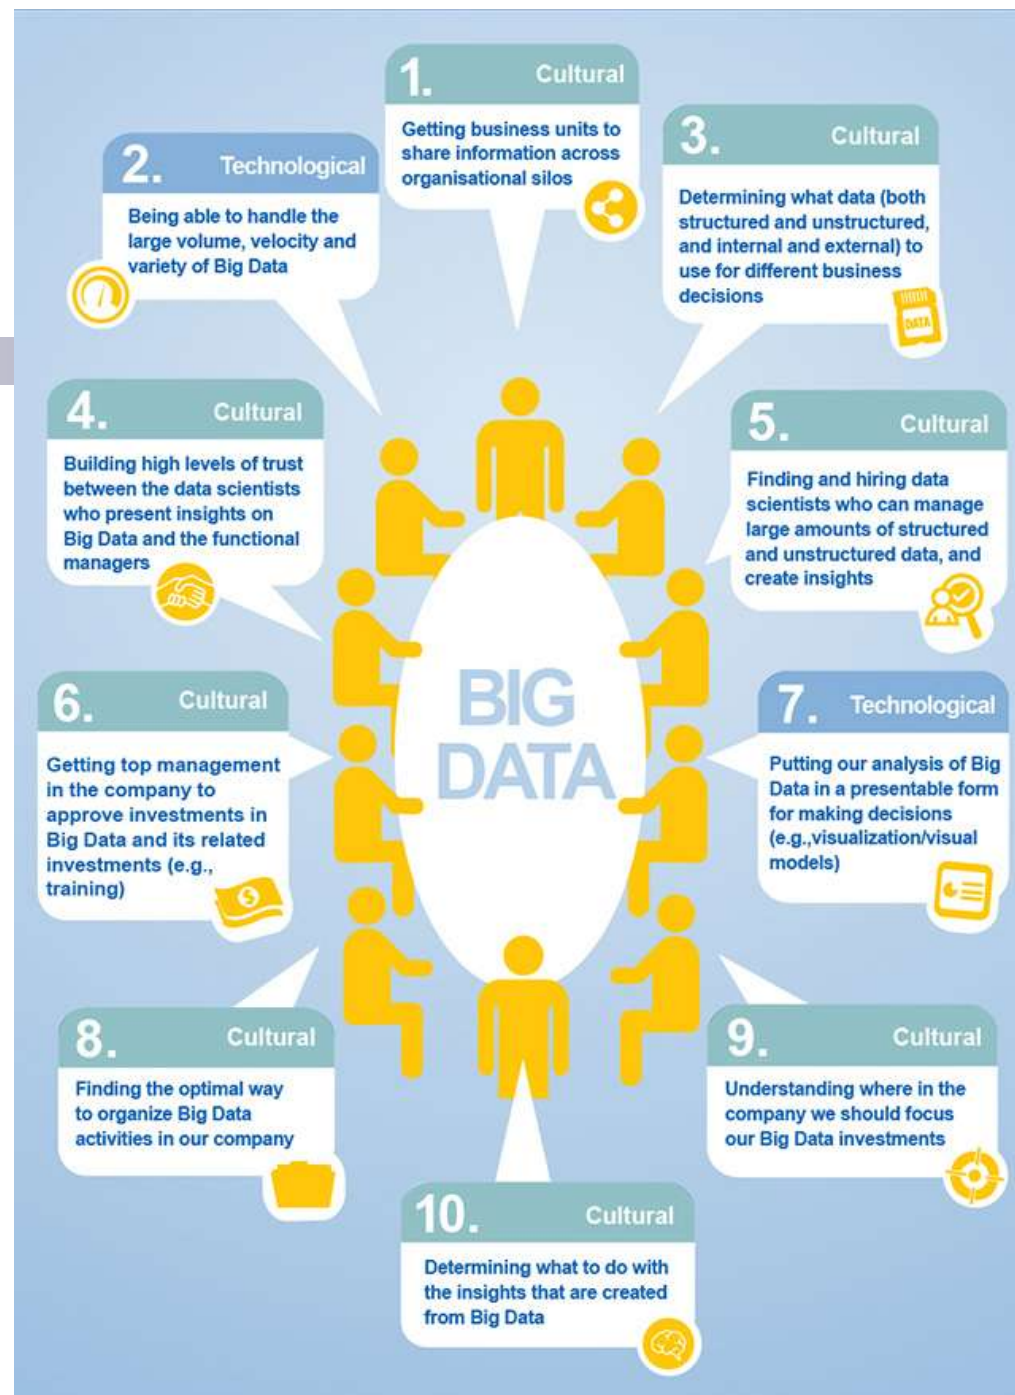 1. Cultural
Getting business units to
share information across
organisational silos
2. Technological
Being able to handle the
large volume, velocity and
variety of Big Data
3. Cultural
Determining what data (both
structured and unstructured,
and internal and external) to
use for different business
decisions
DATA
4. Cultural
Building high levels of trust
between the data scientists
who present insights on
Big Data and the functional
managers
5. Cultural
Finding and hiring data
scientists who can manage
large amounts of structured
and unstructured data, and
create insights
BIG
DATA
6. Cultural
Getting top management
in the company to
approve investments in
Big Data and its related
investments (e.g.,
training)
$
7. Technological
Putting our analysis of Big
Data in a presentable form
for making decisions
(e.g.,visualization/visual
models)
8. Cultural
Finding the optimal way
to organize Big Data
activities in our company
9. Cultural
Understanding where in the
company we should focus
our Big Data investments
10. Cultural
Determining what to do with
the insights that are created
from Big Data